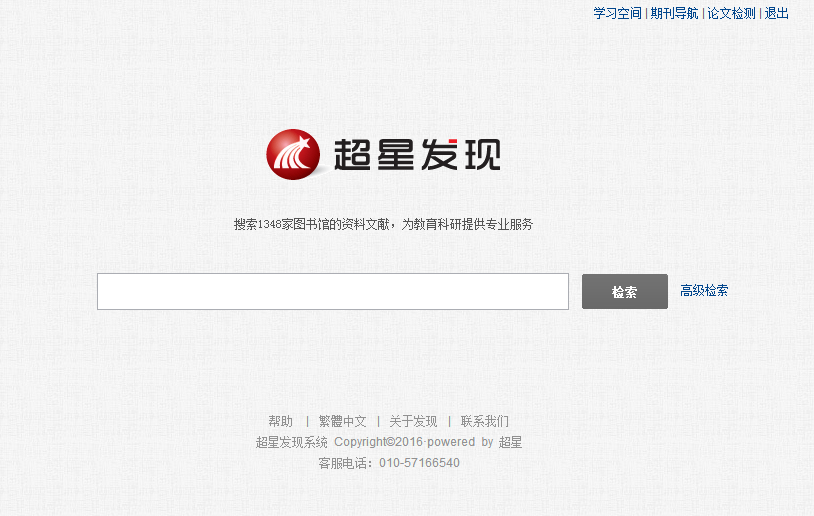 学习空间 | 期刊导航 | 论文检测 | 退出
超星发现
搜索1348家图书馆的资料文献，为教育科研提供专业服务
检索 高级检索
帮助 | 繁體中文 | 关于发现 | 联系我们
超星发现系统 Copyright©2016·powered by 超星
客服电话：010-57166540